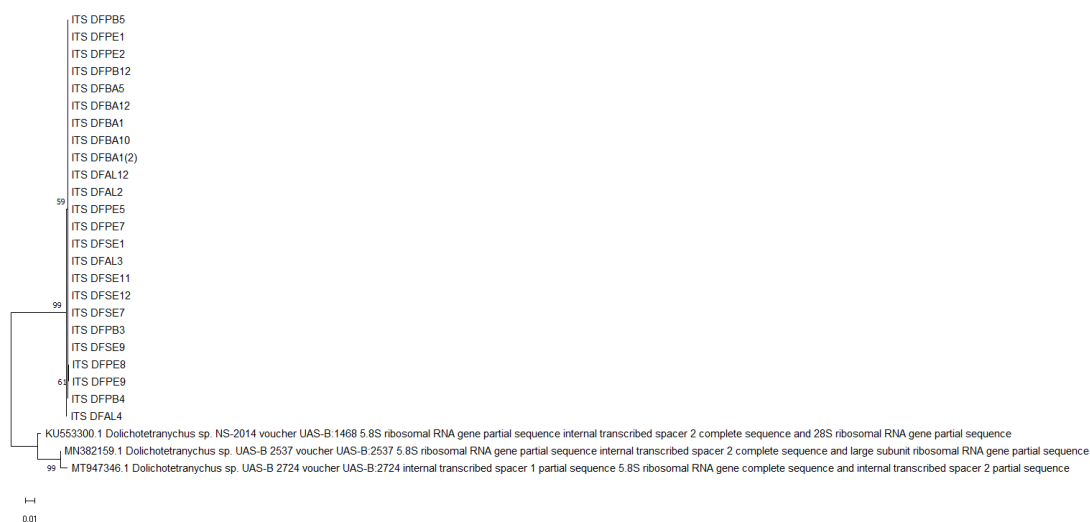 ITS DFPB5
ITS DFPE1
ITS DFPE2
ITS DFPB12
ITS DFBA5
ITS DFBA12
ITS DFBA1
ITS DFBA10
ITS DFBA1(2)
ITS DFAL12
ITS DFAL2
59
ITS DFPE5
ITS DFPE7
ITS DFSE1
ITS DFAL3
ITS DFSE11
ITS DFSE12
99
ITS DFSE7
ITS DFPB3
ITS DFSE9
ITS DFPE8
61
ITS DFPE9
ITS DFPB4
ITS DFAL4
KU553300.1 Dolichotetranychus sp. NS-2014 voucher UAS-B:1468 5.8S ribosomal RNA gene partial sequence internal transcribed spacer 2 complete sequence and 28S ribosomal RNA gene partial sequence
MN382159.1 Dolichotetranychus sp. UAS-B 2537 voucher UAS-B:2537 5.8S ribosomal RNA gene partial sequence internal transcribed spacer 2 complete sequence and large subunit ribosomal RNA gene partial sequence
99
MT947346.1 Dolichotetranychus sp. UAS-B 2724 voucher UAS-B:2724 internal transcribed spacer 1 partial sequence 5.8S ribosomal RNA gene complete sequence and internal transcribed spacer 2 partial sequence
0.01